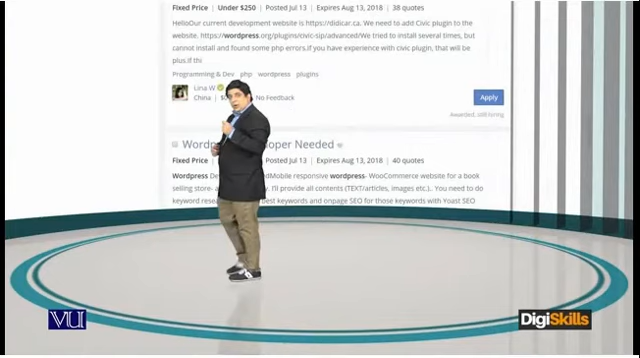 Fixed Price | Under $250 | Posted Jul 13 | Expires Aug 13, 2018 | 38 quotes
HelloOur current development website is https://didicar.ca. We need to add Civic plugin to the
website. https://wordpress.org/plugins/civic-sip/advanced/We tried to install several times, but
cannot install and found some php errors.if you have experience with civic plugin, that will be
plus.if thi
Programming & Dev php wordpress plugins
Lina W
China | No Feedback
Apply
Awarded, still hiring
Needed
Fixed Price Posted Jul 13 | Expires Aug 13, 2018 | 40 quotes
Wordpress responsive wordpress- WooCommerce website for a book
selling store- I'll provide all contents (TEXT/articles, images etc).. You need to do
keyword best keywords and onpage SEO for those keywords with Yoast SEO
VU
DigiSkills